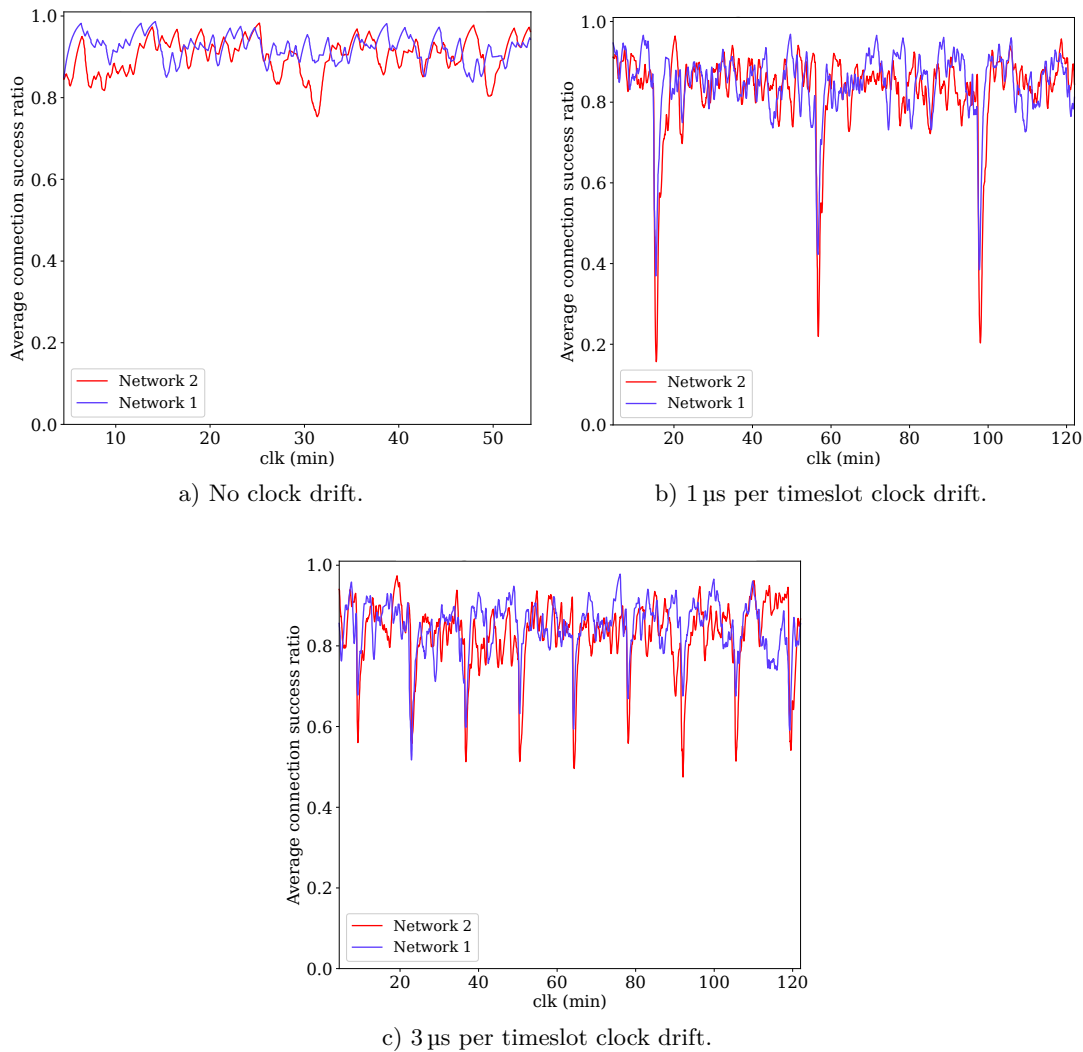 1.0
0.8
0.6
0.4
0.2
0.0
Average connection success ratio
Network 2
Network 1
10 20 30 40 50
clk (min)
a) No clock drift.
1.0
0.8
0.6
0.4
0.2
0.0
Average connection success ratio
Network 2
Network 1
20 40 60 80 100 120
clk (min)
b) 1 µs per timeslot clock drift.
1.0
0.8
0.6
0.4
0.2
0.0
Average connection success ratio
Network 2
Network 1
20 40 60 80 100 120
clk (min)
c) 3 µs per timeslot clock drift.